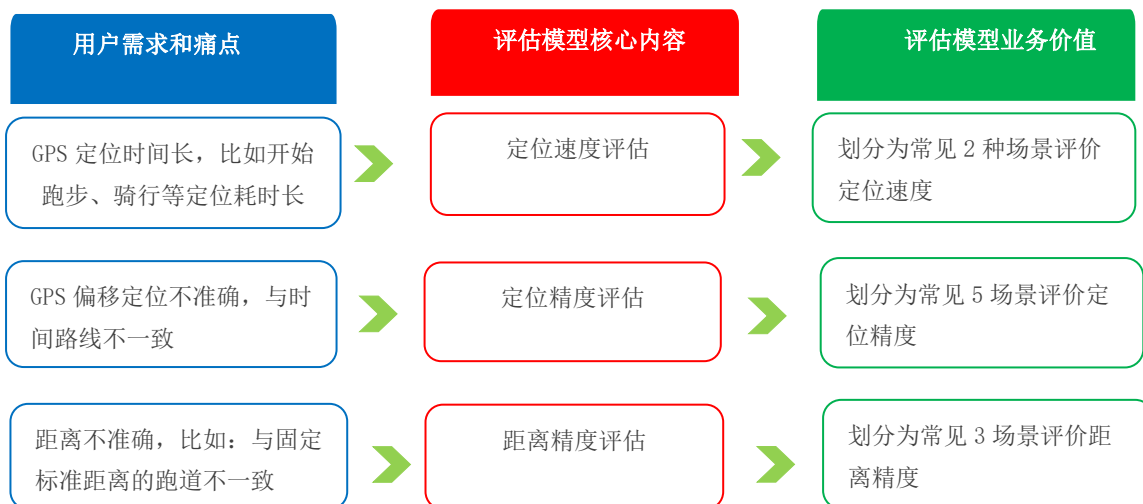 用户需求和痛点
评估模型核心内容
评估模型业务价值
GPS 定位时间长，比如开始
跑步、骑行等定位耗时长
定位速度评估
划分为常见 2 种场景评价
定位速度
GPS 偏移定位不准确，与时
间路线不一致
定位精度评估
划分为常见 5 场景评价定
位精度
距离不准确，比如：与固定
标准距离的跑道不一致
距离精度评估
划分为常见 3 场景评价距
离精度